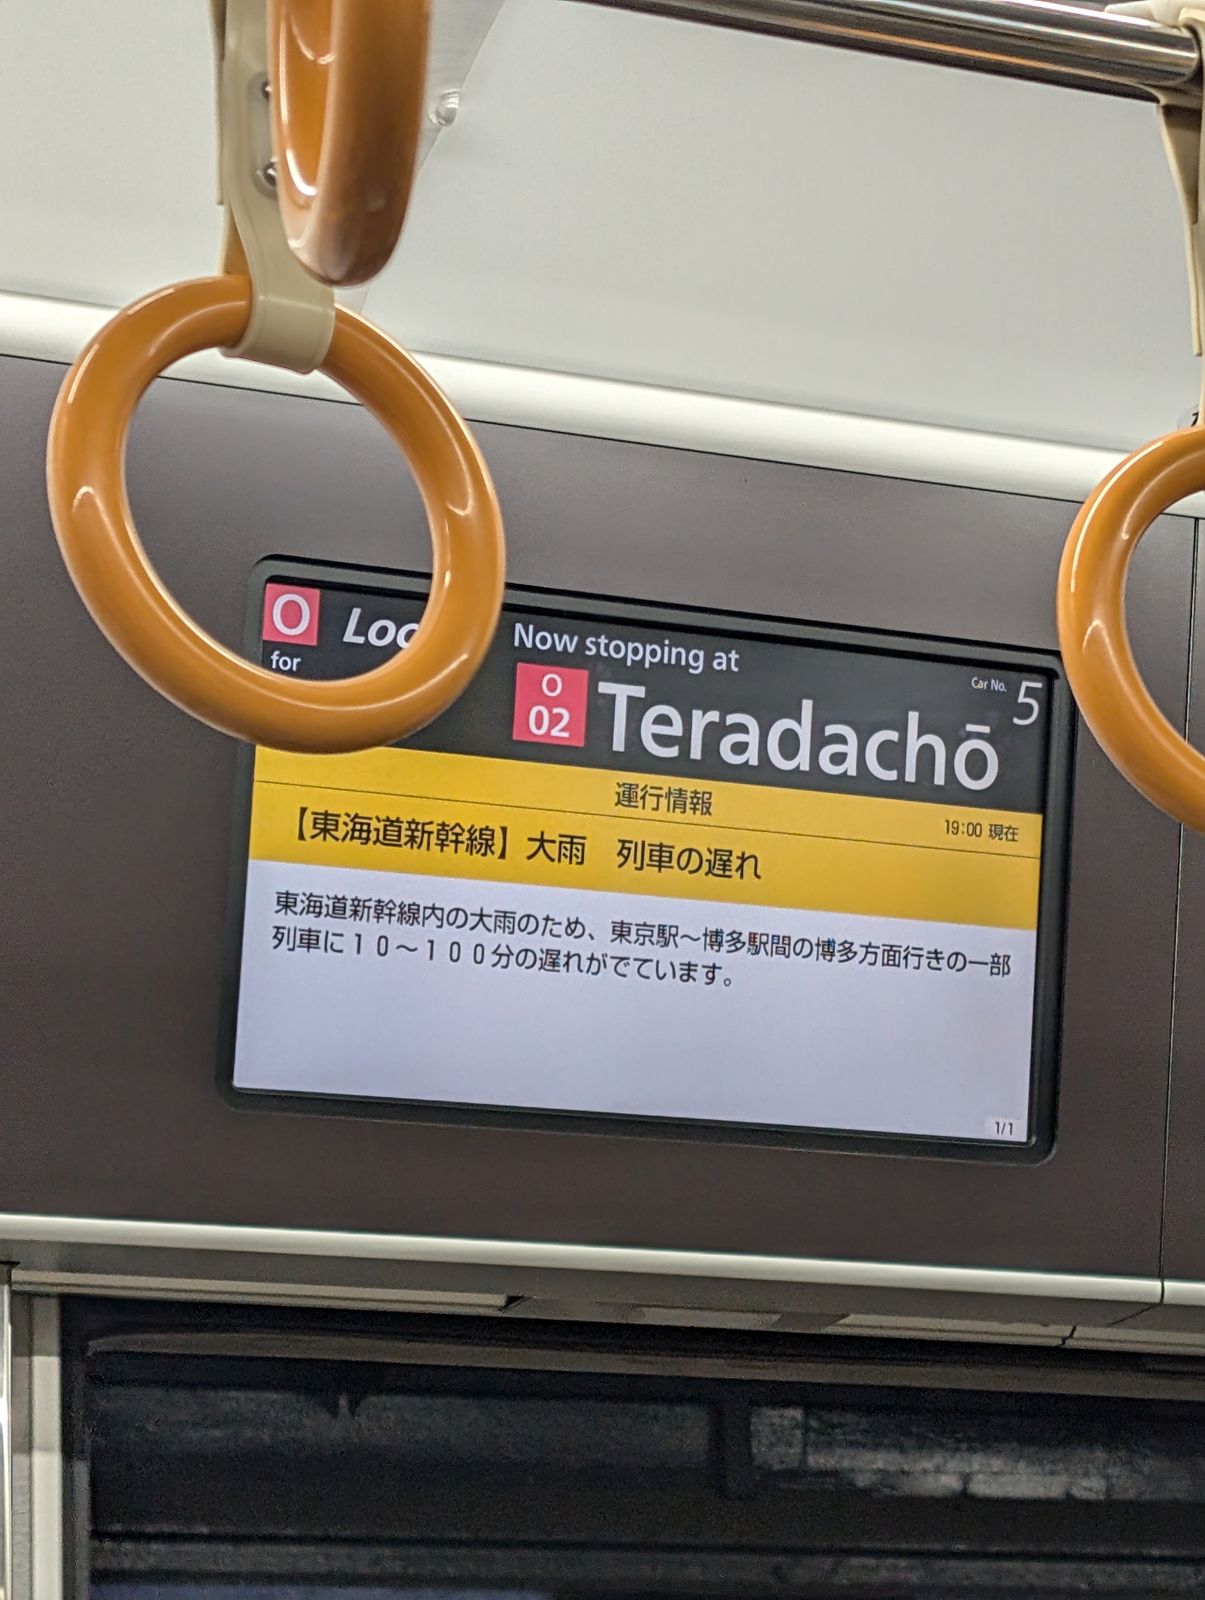 O
for
Now stopping at
O
02
Teradachō
Car No. 5
運行情報
19:00 現在
【東海道新幹線】大雨　列車の遅れ
東海道新幹線内の大雨のため、東京駅～博多駅間の博多方面行きの一部
列車に１０～１００分の遅れがでています。
1/1